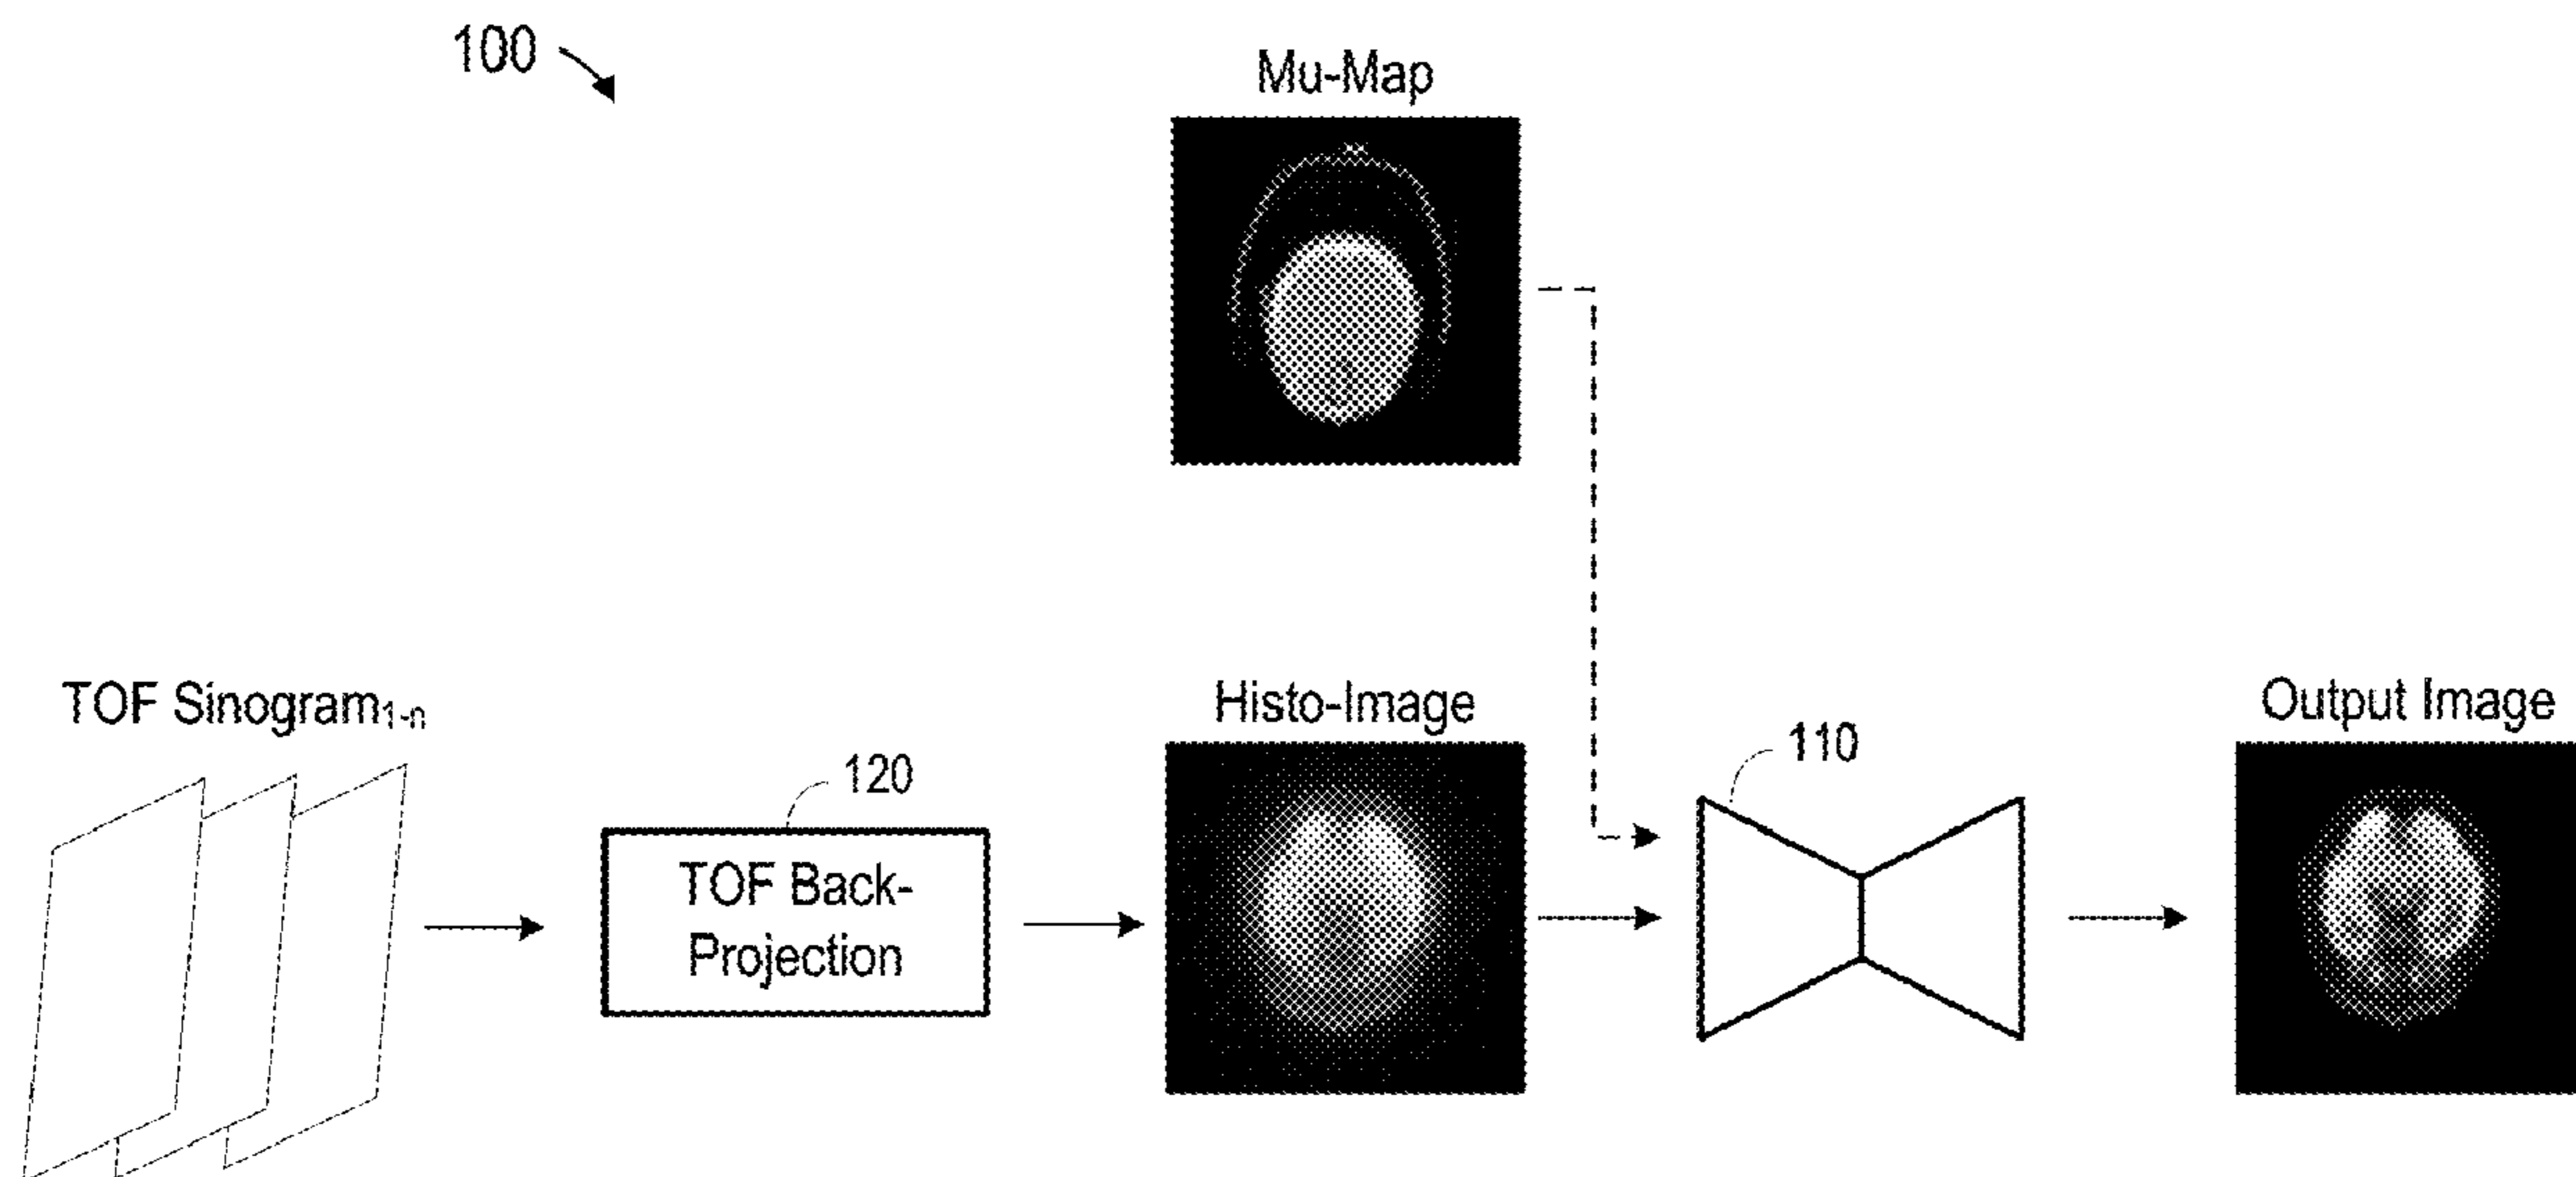 100
Mu-Map
TOF Sinogram1-n
120
TOF Back-
Projection
Histo-Image
110
Output Image